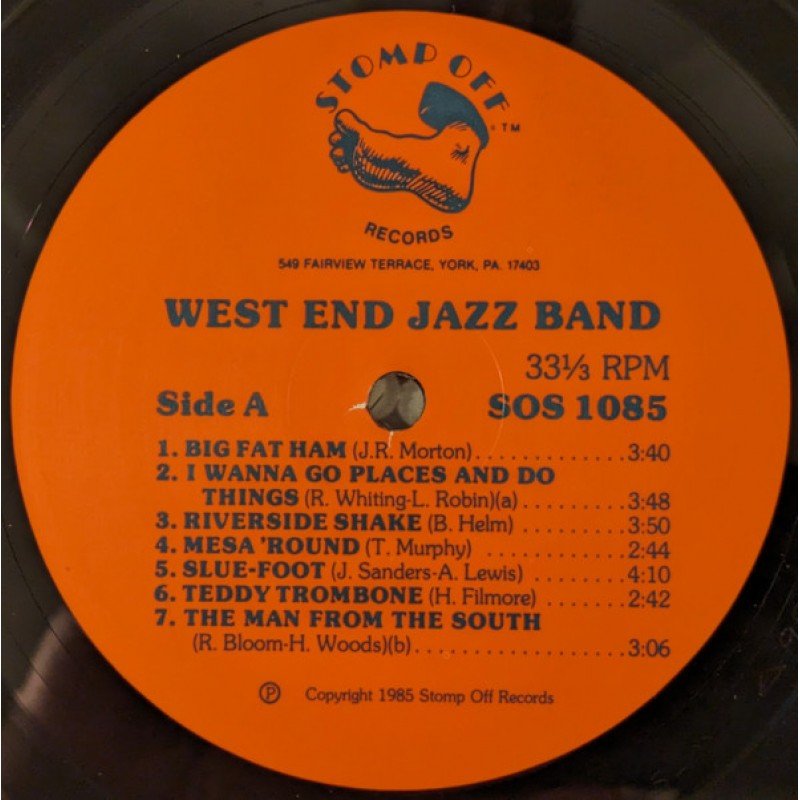 STOMP OFF
TM
RECORDS
549 FAIRVIEW TERRACE, YORK, PA. 17403
WEST END JAZZ BAND
33⅓ RPM
Side A SOS 1085
1. BIG FAT HAM (J.R. Morton)..............3:40
2. I WANNA GO PLACES AND DO
THINGS (R. Whiting-L. Robin)(a) .........3:48
3. RIVERSIDE SHAKE (B. Helm) ..........3:50
4. MESA 'ROUND (T. Murphy) ............2:44
5. SLUE-FOOT (J. Sanders-A. Lewis) ........4:10
6. TEDDY TROMBONE (H. Filmore) ........2:42
7. THE MAN FROM THE SOUTH
(R. Bloom-H. Woods)(b)...................3:06
Ⓟ Copyright 1985 Stomp Off Records